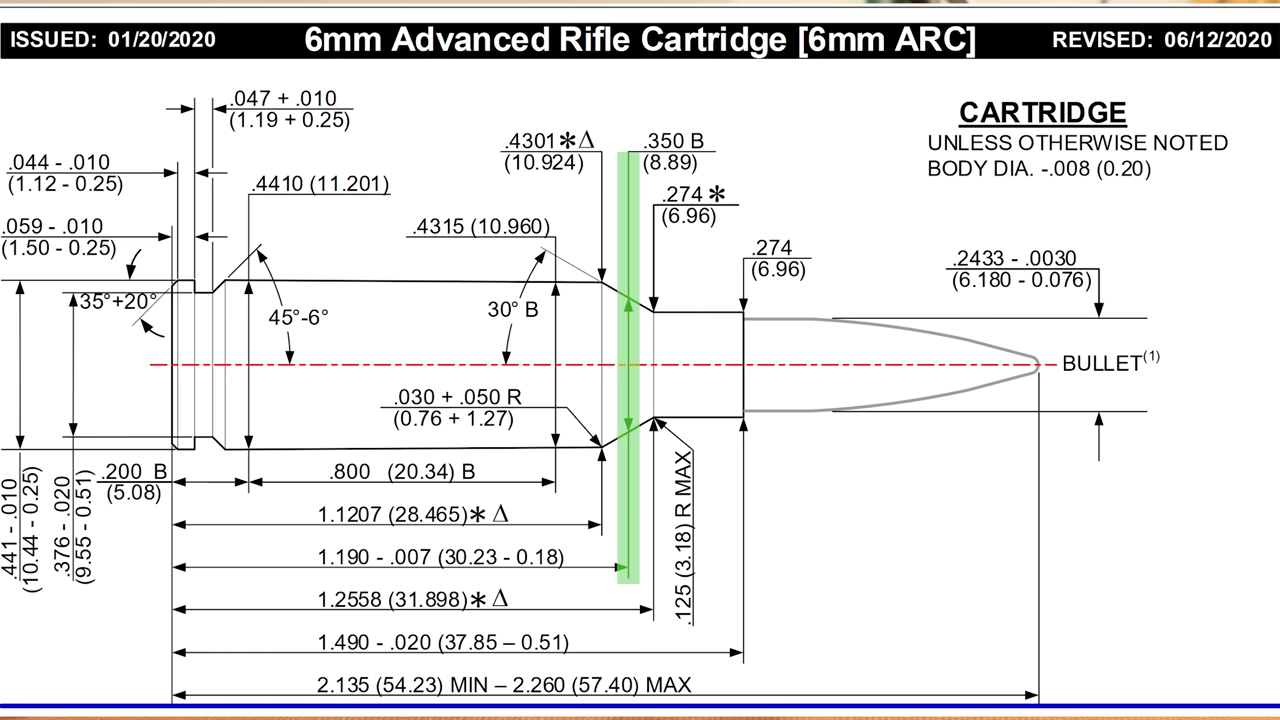 ISSUED: 01/20/2020
6mm Advanced Rifle Cartridge [6mm ARC]
REVISED: 06/12/2020
CARTRIDGE
UNLESS OTHERWISE NOTED
BODY DIA. -.008 (0.20)
.047 + .010
(1.19 + 0.25)
.044 - .010
(1.12 - 0.25)
.4410 (11.201)
.059 - .010
(1.50 - 0.25)
.4301*Δ
(10.924)
.350 B
(8.89)
.274 *
(6.96)
.4315 (10.960)
.274
(6.96)
.2433 - .0030
(6.180 - 0.076)
35°+20°
45°-6°
30° B
BULLET(1)
.030 + .050 R
(0.76 + 1.27)
.200 B
(5.08)
.800 (20.34) B
.441 - .010
(10.44 - 0.25)
.376 - .020
(9.55 - 0.51)
.125 (3.18) R MAX
1.1207 (28.465)* Δ
1.190 - .007 (30.23 - 0.18)
1.2558 (31.898)* Δ
1.490 - .020 (37.85 – 0.51)
2.135 (54.23) MIN – 2.260 (57.40) MAX